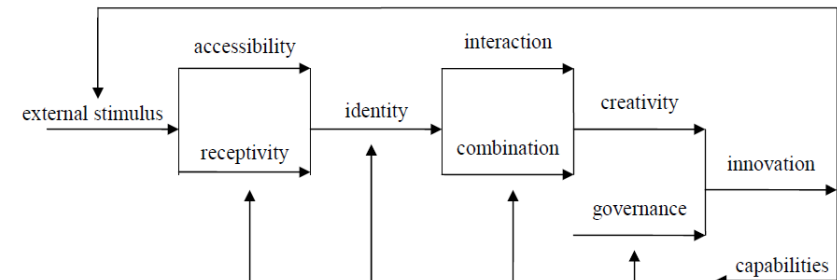 accessibility
interaction
external stimulus
identity
creativity
receptivity
combination
innovation
governance
capabilities